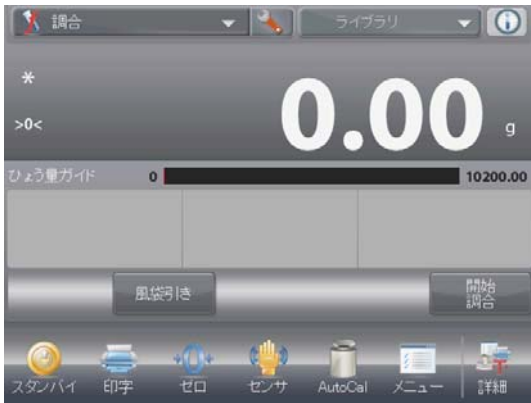 調合 ライブラリ
*
>0<
0.00 g
ひょう量ガイド 0 10200.00
風袋引き
開始
調合
スタンバイ 印字 ゼロ センサ AutoCal メニュー 詳細